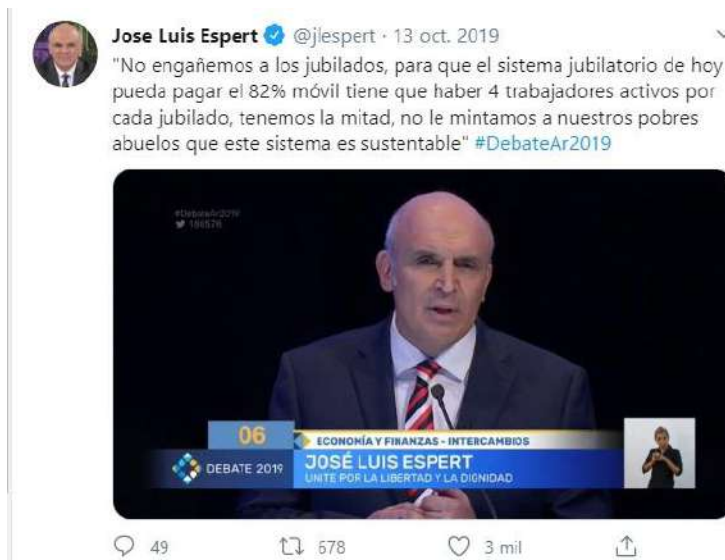 Jose Luis Espert @jlespert · 13 oct. 2019
"No engañemos a los jubilados, para que el sistema jubilatorio de hoy
pueda pagar el 82% móvil tiene que haber 4 trabajadores activos por
cada jubilado, tenemos la mitad, no le mintamos a nuestros pobres
abuelos que este sistema es sustentable" #DebateAr2019
#DebateAr2019
186576
06
ECONOMÍA Y FINANZAS - INTERCAMBIOS
DEBATE 2019
JOSÉ LUIS ESPERT
UNITE POR LA LIBERTAD Y LA DIGNIDAD
49 678 3 mil